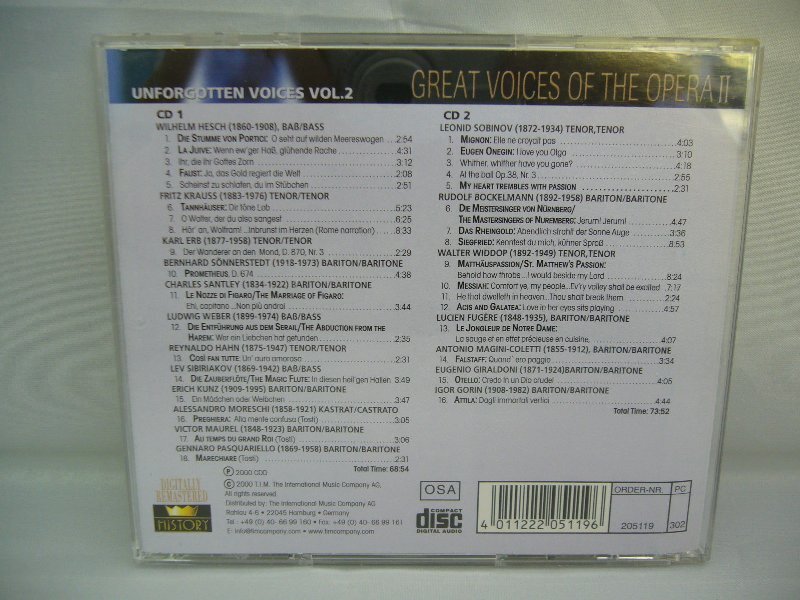 UNFORGOTTEN VOICES VOL.2
GREAT VOICES OF THE OPERA II
CD 1
WILHELM HESCH (1860-1908), BAß/BASS
1. DIE STUMME VON PORTICI: O seht auf wilden Meereswogen ...2:54
2. LA JUIVE: Wenn ew'ger Haß, glühende Rache ...4:31
3. Ihr, die ihr Gottes Zorn ...3:12
4. FAUST: Ja, das Gold regiert die Welt ...2:08
5. Scheinst zu schlafen, du im Stübchen ...2:51
FRITZ KRAUSS (1883-1976) TENOR/TENOR
6. TANNHÄUSER: Dir töne Lob ...5:23
7. O Walter, der du also sangest ...6:25
8. Hör' an, Wolfram! ...Inbrunst im Herzen (Rome narration) ...8:33
KARL ERB (1877-1958) TENOR/TENOR
9. Der Wanderer an den Mond, D. 870, Nr. 3 ...2:29
BERNHARD SÖNNERSTEDT (1918-1973) BARITON/BARITONE
10. PROMETHEUS, D. 674 ...4:38
CHARLES SANTLEY (1834-1922) BARITON/BARITONE
11. LE NOZZE DI FIGARO/THE MARRIAGE OF FIGARO:
Ehi, capitano ...Non più andrai ...3:44
LUDWIG WEBER (1899-1974) BAß/BASS
12. DIE ENTFÜHRUNG AUS DEM SERAIL/THE ABDUCTION FROM THE
HAREM: Wer ein Liebchen hat gefunden ...2:35
REYNALDO HAHN (1875-1947) TENOR/TENOR
13. COSÌ FAN TUTTE: Un' aura amorosa ...2:31
LEV SIBIRIAKOV (1869-1942) BAß/BASS
14. DIE ZAUBERFLÖTE/THE MAGIC FLUTE: In diesen heil'gen Hallen .3:49
ERICH KUNZ (1909-1995) BARITON/BARITONE
15. Ein Mädchen oder Weibchen ...3:47
ALESSANDRO MORESCHI (1858-1921) KASTRAT/CASTRATO
16. PREGHIERA: Alla mente confusa (Tosti) ...3:05
VICTOR MAUREL (1848-1923) BARITON/BARITONE
17. AU TEMPS DU GRAND ROI (Tosti) ...3:06
GENNARO PASQUARIELLO (1869-1958) BARITON/BARITONE
18. MARECHIARE (Tosti) ...2:31
Total Time: 68:54
CD 2
LEONID SOBINOV (1872-1934) TENOR,TENOR
1. MIGNON: Elle ne croyait pas ...4:03
2. EUGEN ONEGIN: I love you Olga ...3:10
3. Whither, whither have you gone? ...4:18
4. At the ball Op.38, Nr. 3 ...2:55
5. MY HEART TREMBLES WITH PASSION ...2:31
RUDOLF BOCKELMANN (1892-1958) BARITON/BARITONE
6. DIE MEISTERSINGER VON NÜRNBERG/
THE MASTERSINGERS OF NUREMBERG: Jerum! Jerum! ...4:47
7. DAS RHEINGOLD: Abendlich strahlt der Sonne Auge ...3:36
8. SIEGFRIED: Kenntest du mich, kühner Sproß ...8:53
WALTER WIDDOP (1892-1949) TENOR,TENOR
9. MATTHÄUSPASSION/ST. MATTHEW'S PASSION:
Behold how throbs ...I would beside my Lord ...8:24
10. MESSIAH: Comfort ye, my people...Ev'ry valley shall be exalted ...7:17
11. He that dwelleth in heaven...Thou shalt break them ...2:24
12. ACIS AND GALATEA: Love in her eyes sits playing ...4:57
LUCIEN FUGÈRE (1848-1935), BARITON/BARITONE
13. LE JONGLEUR DE NOTRE DAME:
La sauge et en effet précieuse en cuisine ...4:07
ANTONIO MAGINI-COLETTI (1855-1912), BARITON/BARITONE
14. FALSTAFF: Quand' ero paggio ...3:34
EUGENIO GIRALDONI (1871-1924)BARITON/BARITONE
15. OTELLO: Credo in un Dio crudel ...4:05
IGOR GORIN (1908-1982) BARITON/BARITONE
16. ATTILA: Dagli immortali vertici ...4:44
Total Time: 73:52
DIGITALLY
REMASTERED
HISTORY
P 2000 CDD
© 2000 T.I.M. The International Music Company AG,
All rights reserved
Distributed by: The International Music Company AG
Rahlau 4-6 • 22045 Hamburg • Germany
Tel.: +49 (0) 40- 66 99 160 • Fax: +49 (0) 40- 66 99 161
E: Info@timcompany.com • www.timcompany.com
OSA
COMPACT
disc
DIGITAL AUDIO
4 011222 051196
ORDER-NR.
205119
PC
302